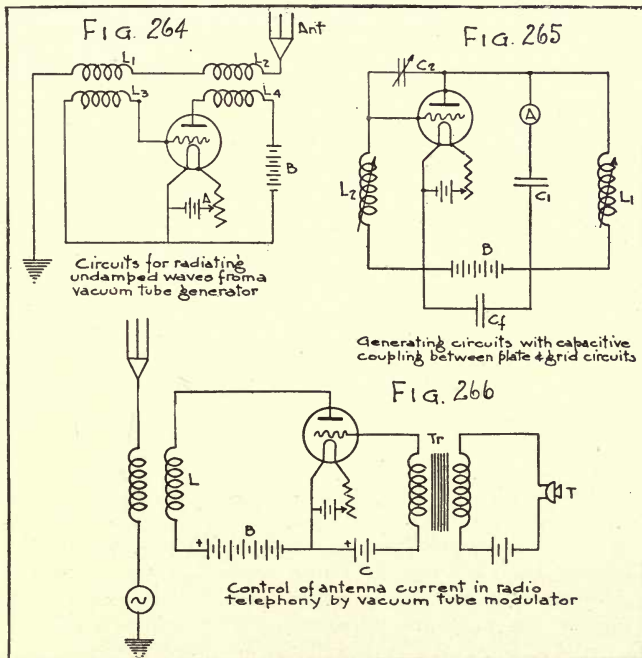 FIG. 264
Ant
L1
L2
L3
L4
B
A
Circuits for radiating
undamped waves froma
vacuum tube generator
FIG. 265
C2
A
L2
C1
L1
B
Cf
Generating circuits with capacitive
coupling between plate & grid circuits
FIG. 266
Tr
L
T
+
B
+
C
Control of antenna current in radio
telephony by vacuum tube modulator